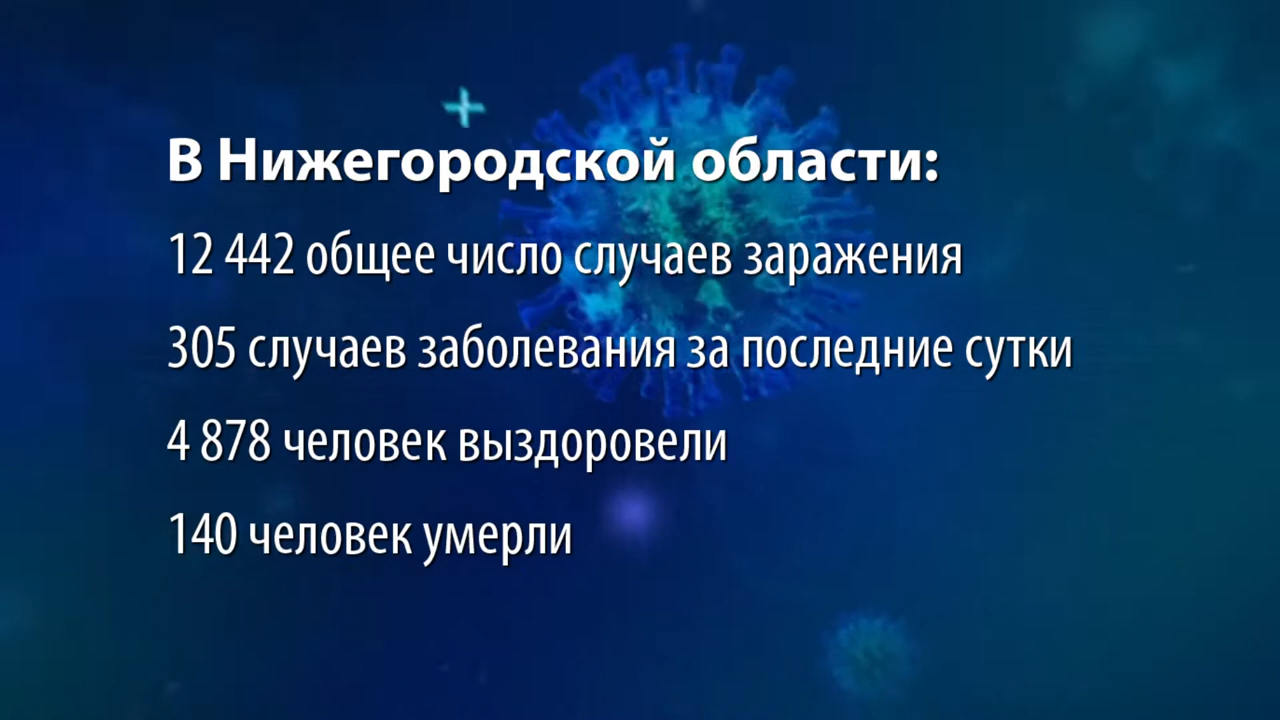 В Нижегородской области:
12 442 общее число случаев заражения
305 случаев заболевания за последние сутки
4 878 человек выздоровели
140 человек умерли